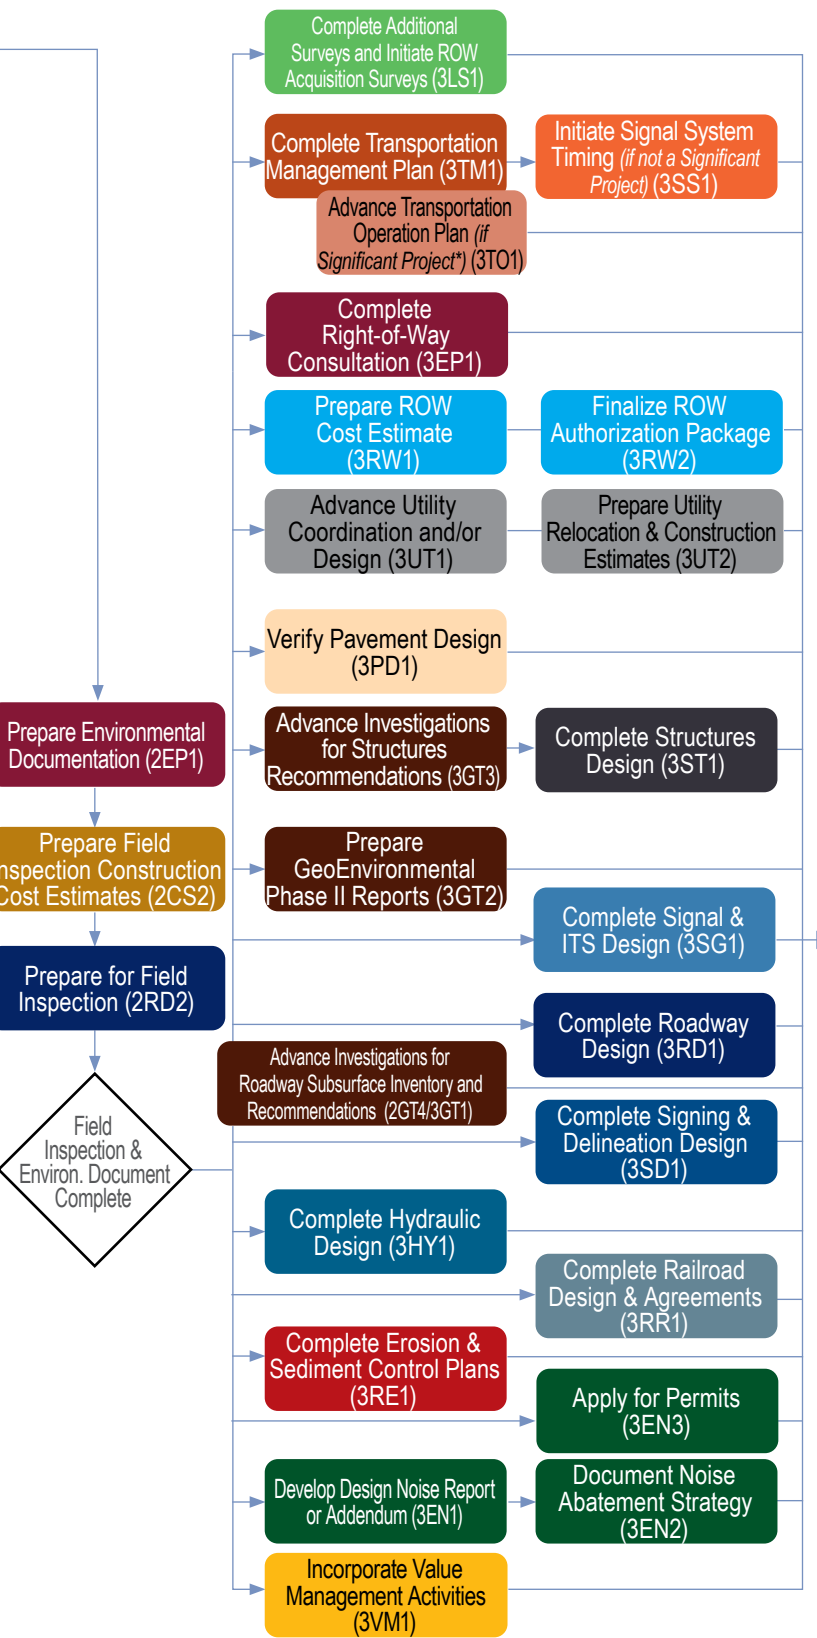 Complete Additional
Surveys and Initiate ROW
Acquisition Surveys (3LS1)
Complete Transportation
Management Plan (3TM1)
Initiate Signal System
Timing (if not a Significant
Project) (3SS1)
Advance Transportation
Operation Plan (if
Significant Project*) (3TO1)
Complete
Right-of-Way
Consultation (3EP1)
Prepare ROW
Cost Estimate
(3RW1)
Finalize ROW
Authorization Package
(3RW2)
Advance Utility
Coordination and/or
Design (3UT1)
Prepare Utility
Relocation & Construction
Estimates (3UT2)
Verify Pavement Design
(3PD1)
Prepare Environmental
Documentation (2EP1)
Advance Investigations
for Structures
Recommendations (3GT3)
Complete Structures
Design (3ST1)
Prepare Field
nspection Construction
Cost Estimates (2CS2)
Prepare
GeoEnvironmental
Phase II Reports (3GT2)
Complete Signal &
ITS Design (3SG1)
Prepare for Field
Inspection (2RD2)
Complete Roadway
Design (3RD1)
Advance Investigations for
Roadway Subsurface Inventory and
Recommendations (2GT4/3GT1)
Field
Inspection &
Environ. Document
Complete
Complete Signing &
Delineation Design
(3SD1)
Complete Hydraulic
Design (3HY1)
Complete Railroad
Design & Agreements
(3RR1)
Complete Erosion &
Sediment Control Plans
(3RE1)
Apply for Permits
(3EN3)
Develop Design Noise Report
or Addendum (3EN1)
Document Noise
Abatement Strategy
(3EN2)
Incorporate Value
Management Activities
(3VM1)